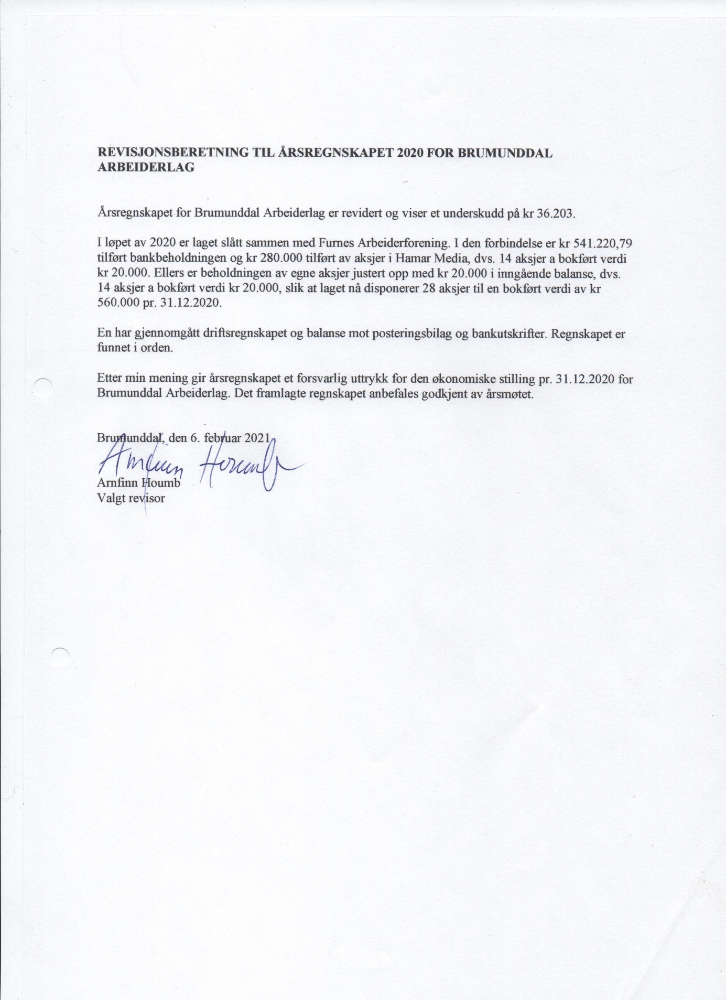 REVISJONSBERETNING TIL ÅRSREGNSKAPET 2020 FOR BRUMUNDDAL
ARBEIDERLAG
Årsregnskapet for Brumunddal Arbeiderlag er revidert og viser et underskudd på kr 36.203.
I løpet av 2020 er laget slått sammen med Furnes Arbeiderforening. I den forbindelse er kr 541.220,79
tilført bankbeholdningen og kr 280.000 tilført av aksjer i Hamar Media, dvs. 14 aksjer a bokført verdi
kr 20.000. Ellers er beholdningen av egne aksjer justert opp med kr 20.000 i inngående balanse, dvs.
14 aksjer a bokført verdi kr 20.000, slik at laget nå disponerer 28 aksjer til en bokført verdi av kr
560.000 pr. 31.12.2020.
En har gjennomgått driftsregnskapet og balanse mot posteringsbilag og bankutskrifter. Regnskapet er
funnet i orden.
Etter min mening gir årsregnskapet et forsvarlig uttrykk for den økonomiske stilling pr. 31.12.2020 for
Brumunddal Arbeiderlag. Det framlagte regnskapet anbefales godkjent av årsmøtet.
Brumunddal, den 6. februar 2021
Arnfinn Houmb
Arnfinn Houmb
Valgt revisor